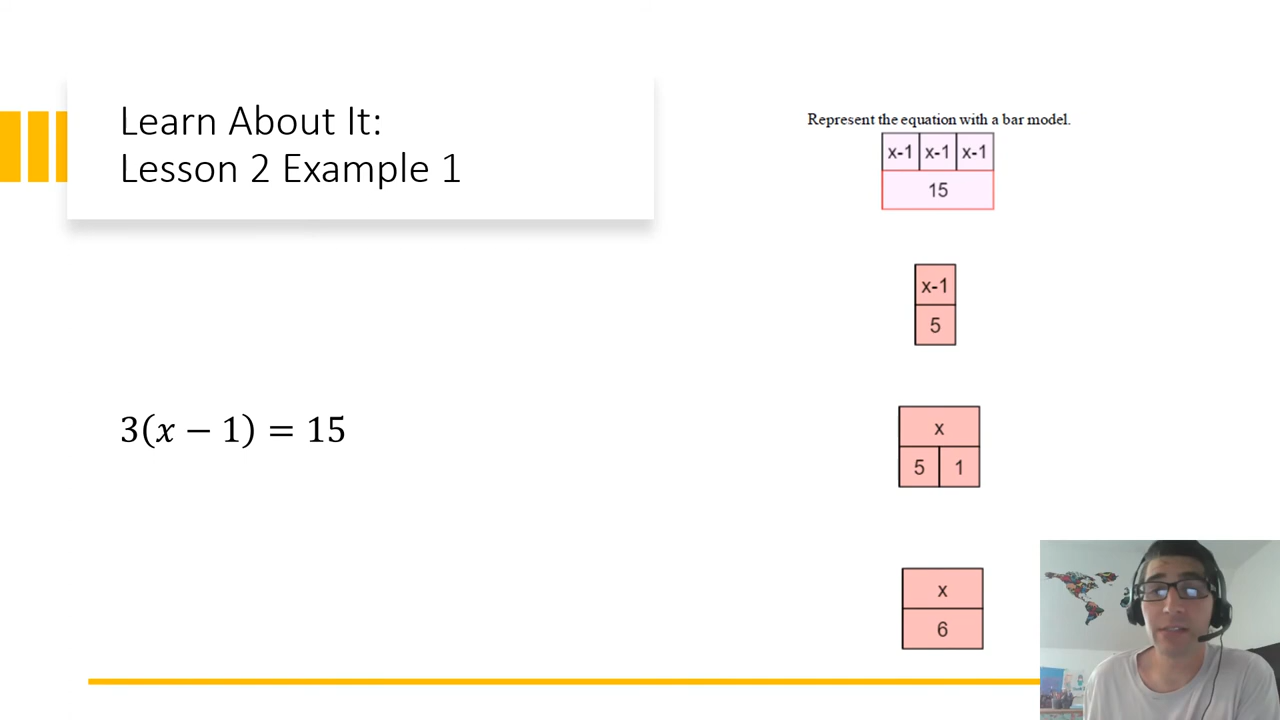 Learn About It:
Lesson 2 Example 1
3(x − 1) = 15
Represent the equation with a bar model.
x-1 x-1 x-1
15
x-1
5
x
5 1
x
6